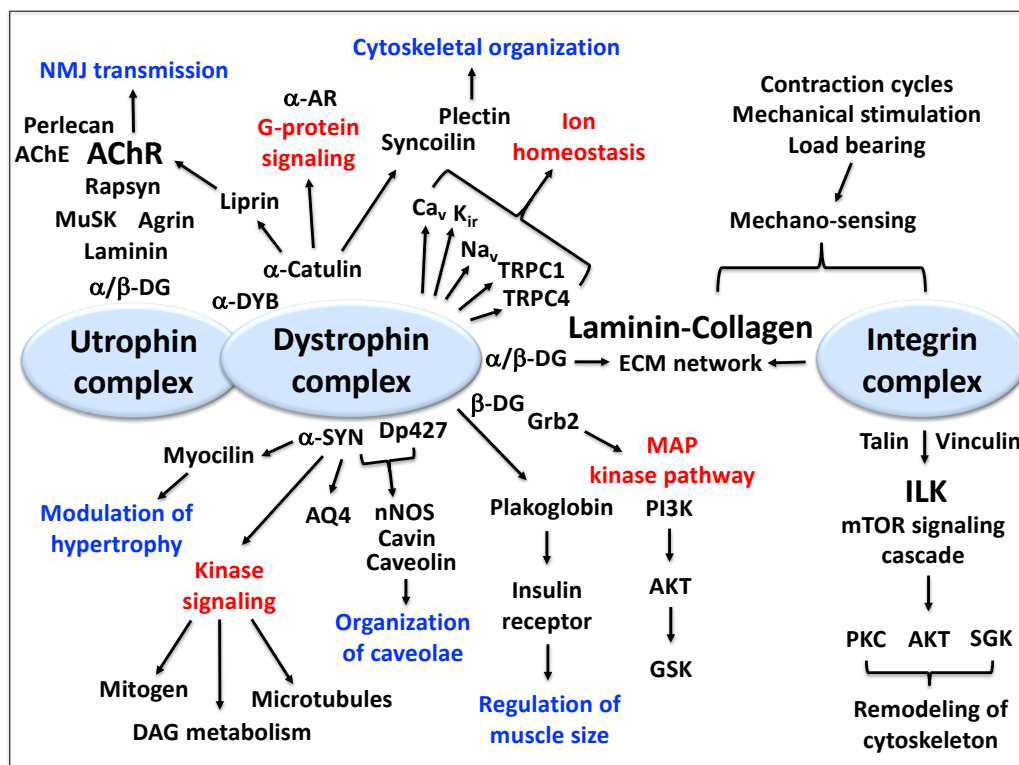 Cytoskeletal organization
NMJ transmission
Contraction cycles
Mechanical stimulation
Load bearing
α-AR
G-protein
signaling
Plectin
Syncoilin
Ion
homeostasis
Perlecan
AChE
AChR
Rapsyn
MuSK
Agrin
Laminin
α/β-DG
Liprin
α-Catulin
α-DYB
Cav
Kir
Nav
TRPC1
TRPC4
Mechano-sensing
Utrophin
complex
Dystrophin
complex
Laminin-Collagen
α/β-DG
ECM network
Integrin
complex
β-DG
Grb2
α-SYN
Dp427
Myocilin
Modulation of
hypertrophy
AQ4
nNOS
Cavin
Caveolin
Organization
of caveolae
Kinase
signaling
Mitogen
Microtubules
DAG metabolism
Plakoglobin
Insulin
receptor
Regulation of
muscle size
MAP
kinase pathway
PI3K
AKT
GSK
Talin
Vinculin
ILK
mTOR signaling
cascade
PKC
AKT
SGK
Remodeling of
cytoskeleton